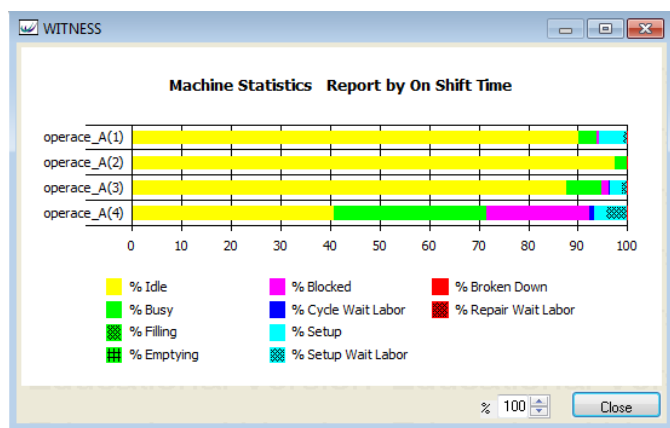 WITNESS
Machine Statistics Report by On Shift Time
operace_A(1)
operace_A(2)
operace_A(3)
operace_A(4)
0 10 20 30 40 50 60 70 80 90 100
% Idle % Blocked % Broken Down
% Busy % Cycle Wait Labor % Repair Wait Labor
% Filling % Setup
% Emptying % Setup Wait Labor
% 100 Close